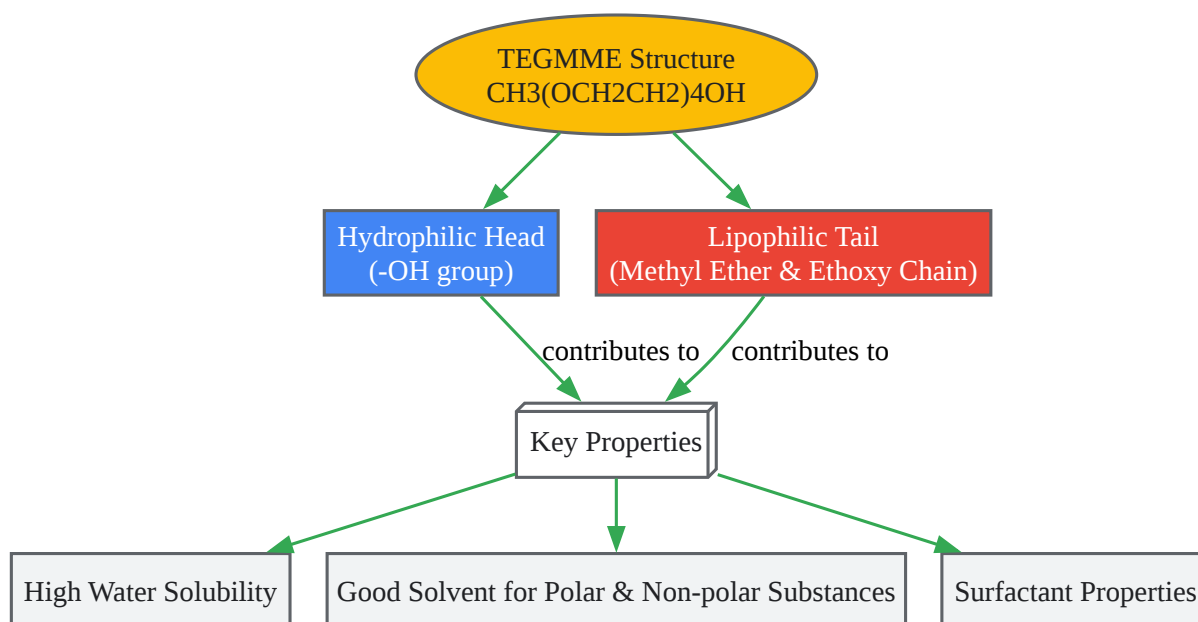 TEGMME Structure
CH3(OCH2CH2)4OH
Hydrophilic Head
(-OH group)
Lipophilic Tail
(Methyl Ether & Ethoxy Chain)
contributes to
contributes to
Key Properties
High Water Solubility
Good Solvent for Polar & Non-polar Substances
Surfactant Properties